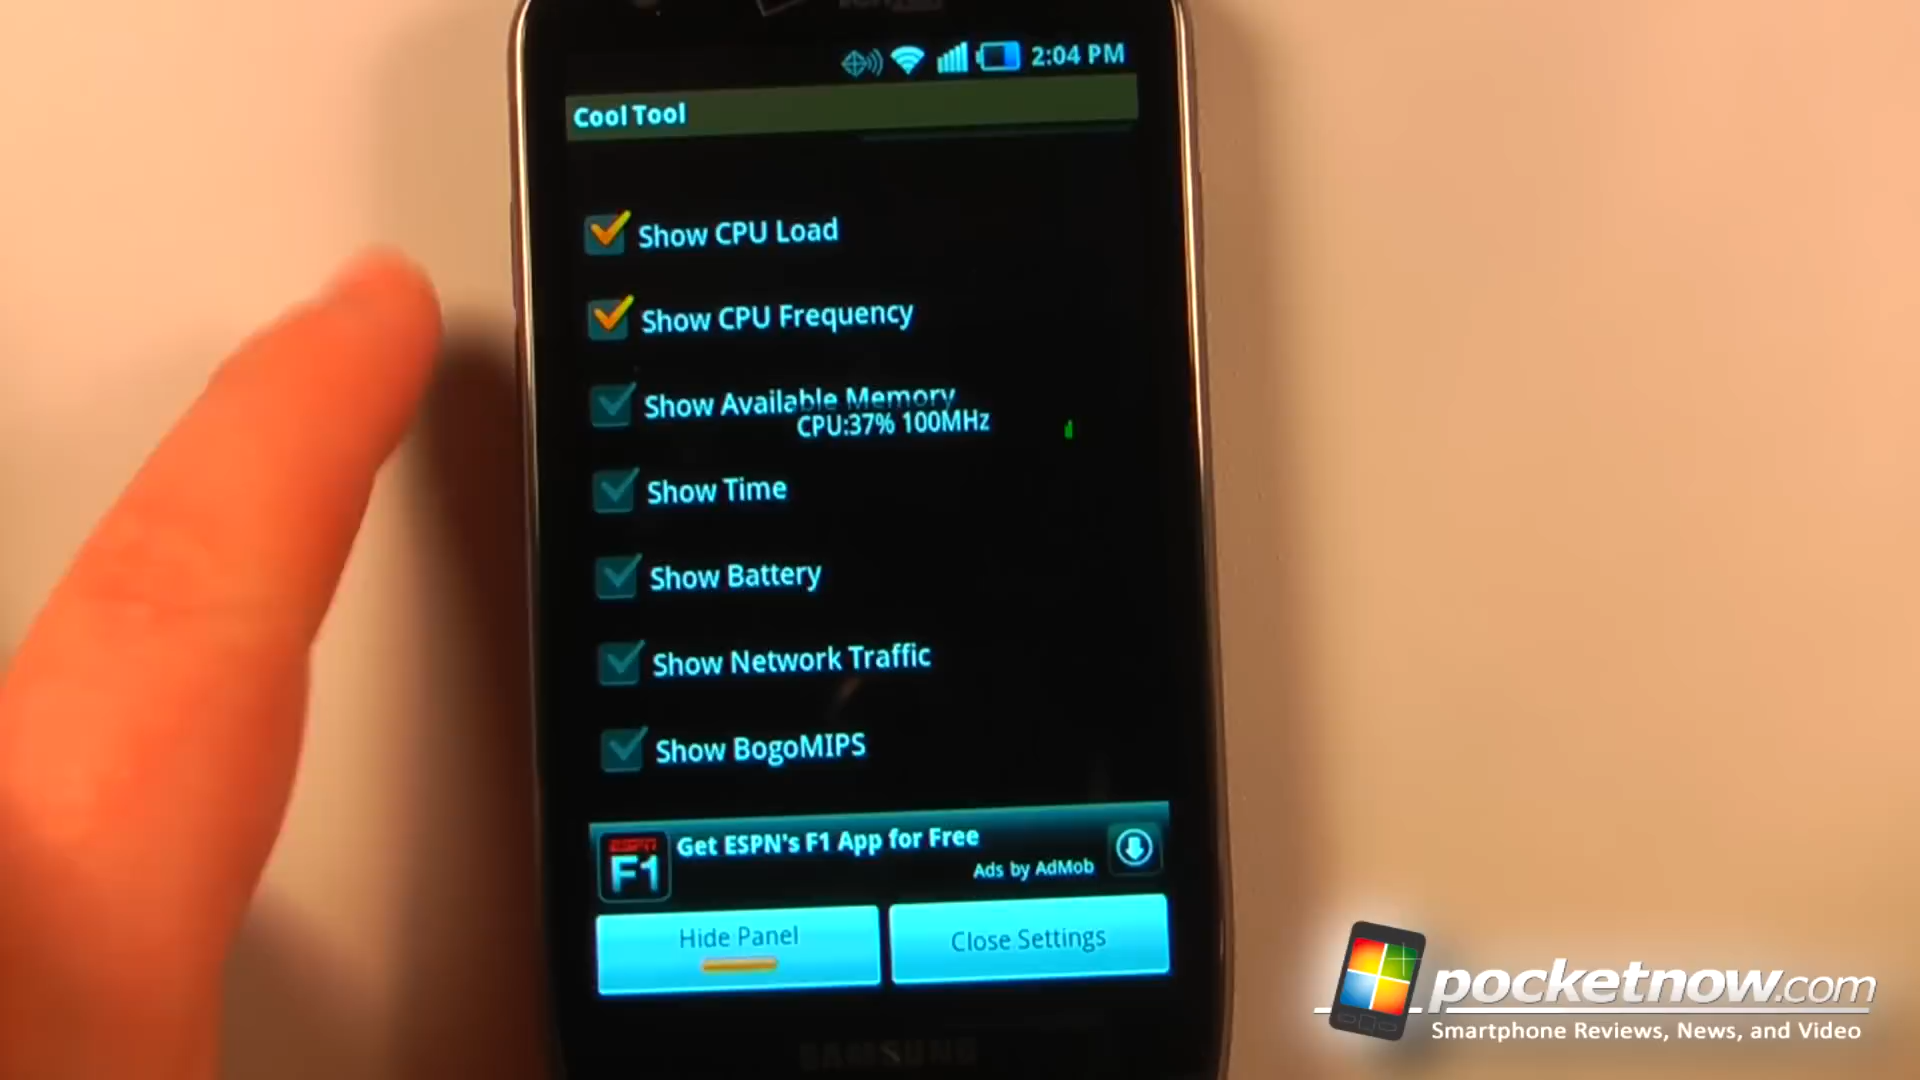 2:04 PM
Cool Tool
Show CPU Load
Show CPU Frequency
Show Available Memory
CPU:37% 100MHz
Show Time
Show Battery
Show Network Traffic
Show BogoMIPS
ESPN
F1
Get ESPN's F1 App for Free
Ads by AdMob
Hide Panel
Close Settings
SAMSUNG
pocketnow.com
Smartphone Reviews, News, and Video